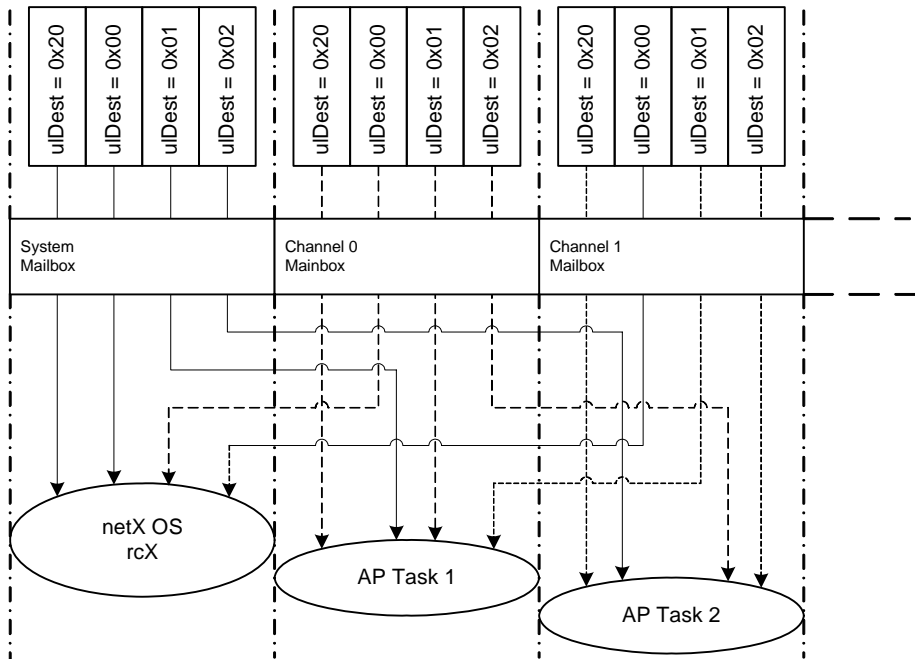 ulDest = 0x20
ulDest = 0x00
ulDest = 0x01
ulDest = 0x02
ulDest = 0x20
ulDest = 0x00
ulDest = 0x01
ulDest = 0x02
ulDest = 0x20
ulDest = 0x00
ulDest = 0x01
ulDest = 0x02
System
Mailbox
Channel 0
Mainbox
Channel 1
Mailbox
netX OS
rcX
AP Task 1
AP Task 2